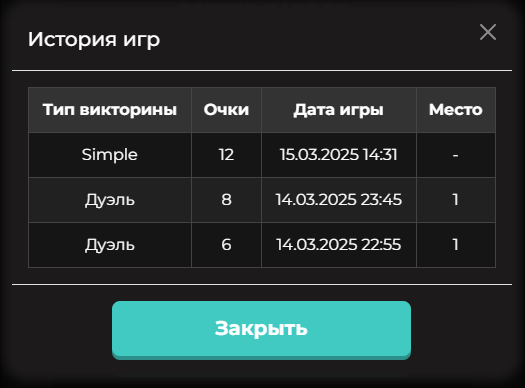 История игр
Тип викторины Очки Дата игры Место
Simple 12 15.03.2025 14:31 -
Дуэль 8 14.03.2025 23:45 1
Дуэль 6 14.03.2025 22:55 1
Закрыть